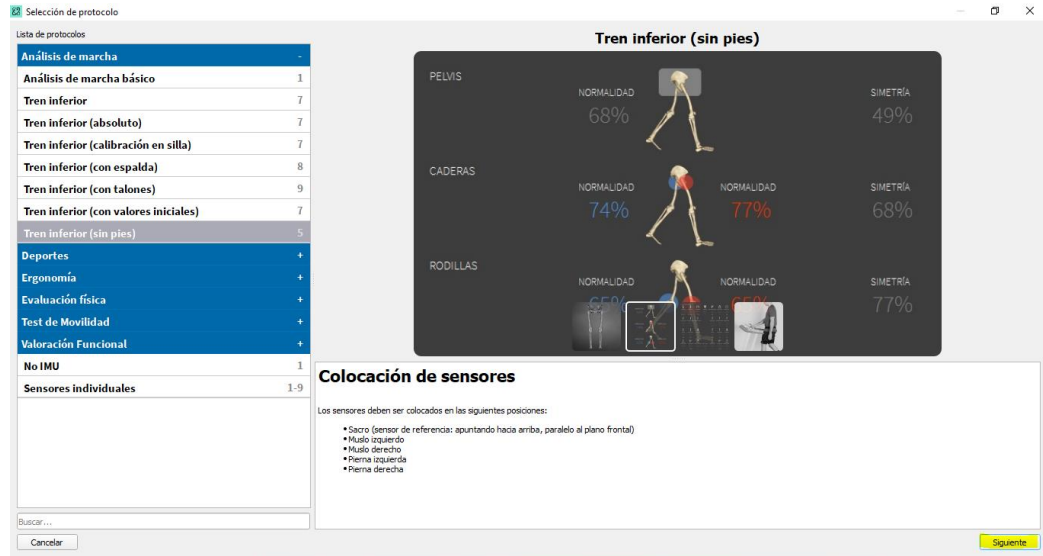 Selección de protocolo
Lista de protocolos
Análisis de marcha -
Análisis de marcha básico 1
Tren inferior 7
Tren inferior (absoluto) 7
Tren inferior (calibración en silla) 7
Tren inferior (con espalda) 8
Tren inferior (con talones) 9
Tren inferior (con valores iniciales) 7
Tren inferior (sin pies) 5
Deportes +
Ergonomía +
Evaluación física +
Test de Movilidad +
Valoración Funcional +
No IMU 1
Sensores individuales 1-9
Buscar...
Cancelar
Tren inferior (sin pies)
PELVIS
NORMALIDAD SIMETRÍA
68% 49%
CADERAS
NORMALIDAD NORMALIDAD SIMETRÍA
74% 77% 68%
RODILLAS
NORMALIDAD NORMALIDAD SIMETRÍA
65% 65% 77%
Colocación de sensores
Los sensores deben ser colocados en las siguientes posiciones:
• Sacro (sensor de referencia: apuntando hacia arriba, paralelo al plano frontal)
• Muslo izquierdo
• Muslo derecho
• Pierna izquierda
• Pierna derecha
Siguiente